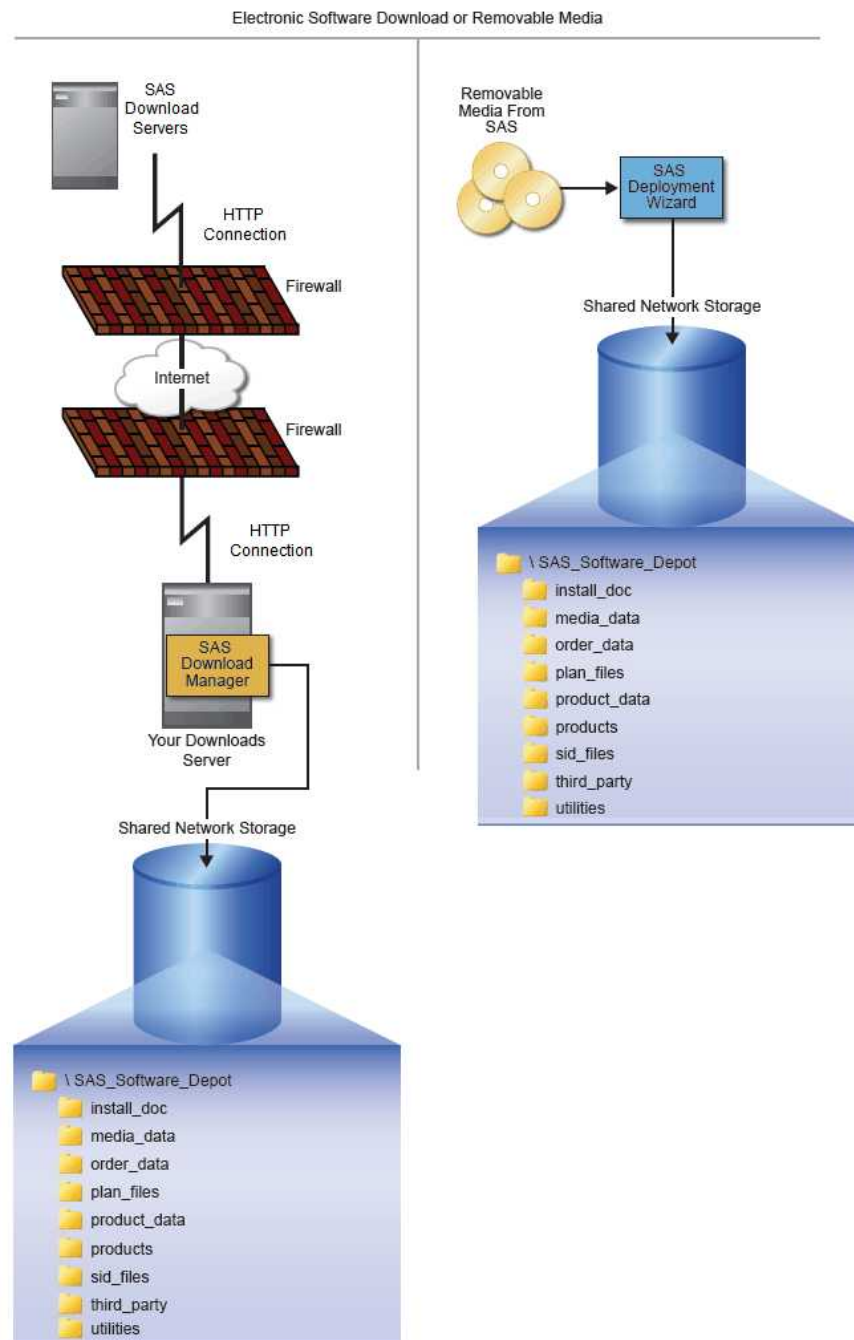 Electronic Software Download or Removable Media
SAS
Download
Servers
HTTP
Connection
Firewall
Internet
Firewall
HTTP
Connection
SAS
Download
Manager
Your Downloads
Server
Shared Network Storage
\ SAS_Software_Depot
install_doc
media_data
order_data
plan_files
product_data
products
sid_files
third_party
utilities
Removable
Media From
SAS
SAS
Deployment
Wizard
Shared Network Storage
\ SAS_Software_Depot
install_doc
media_data
order_data
plan_files
product_data
products
sid_files
third_party
utilities